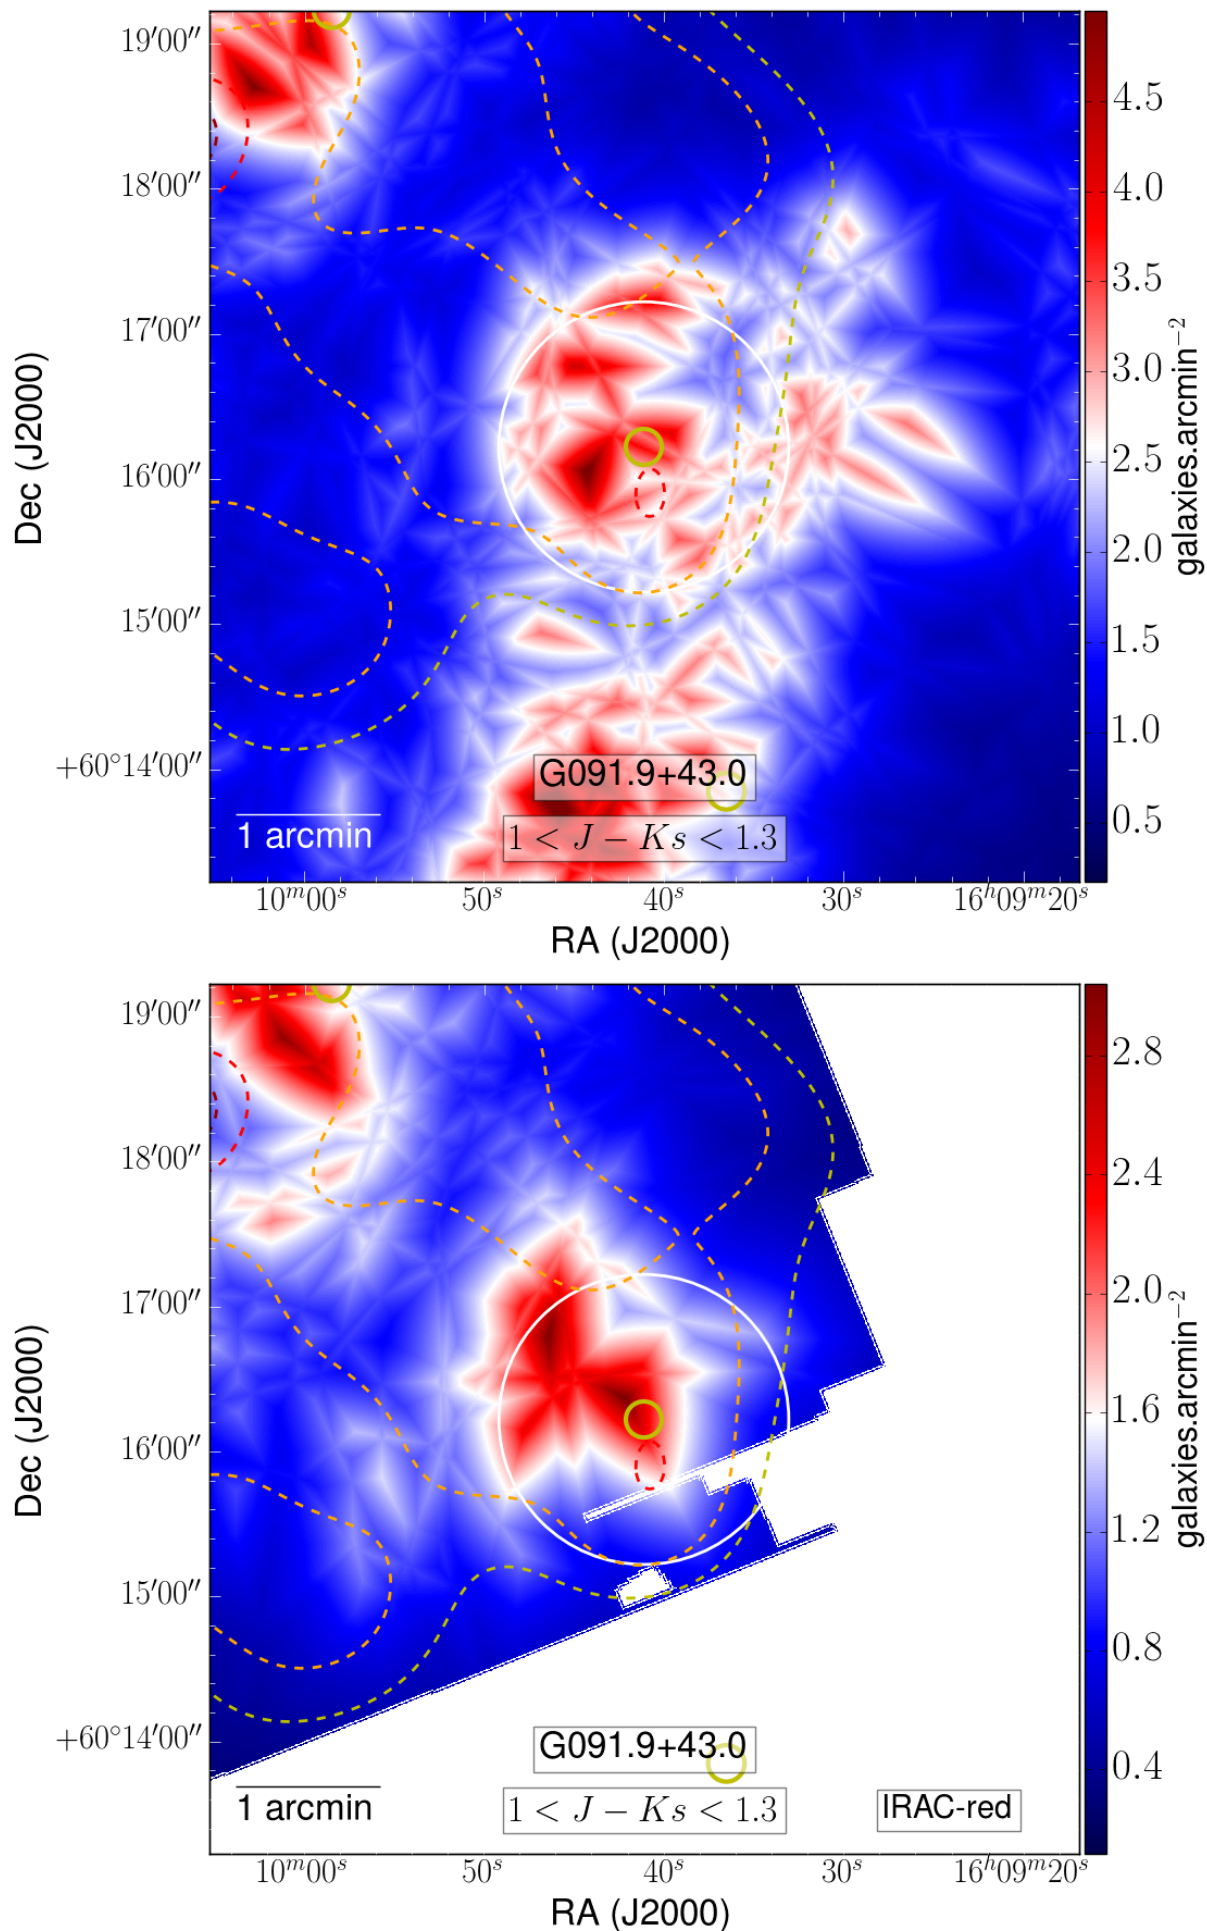 19′00″
18′00″
17′00″
16′00″
15′00″
+60°14′00″
Dec (J2000)
G091.9+43.0
1 < J − Ks < 1.3
1 arcmin
10ᵐ00ˢ 50ˢ 40ˢ 30ˢ 16ʰ09ᵐ20ˢ
RA (J2000)
4.5
4.0
3.5
3.0
2.5
2.0
1.5
1.0
0.5
galaxies.arcmin⁻²
19′00″
18′00″
17′00″
16′00″
15′00″
+60°14′00″
Dec (J2000)
G091.9+43.0
1 < J − Ks < 1.3
1 arcmin
IRAC-red
10ᵐ00ˢ 50ˢ 40ˢ 30ˢ 16ʰ09ᵐ20ˢ
RA (J2000)
2.8
2.4
2.0
1.6
1.2
0.8
0.4
galaxies.arcmin⁻²